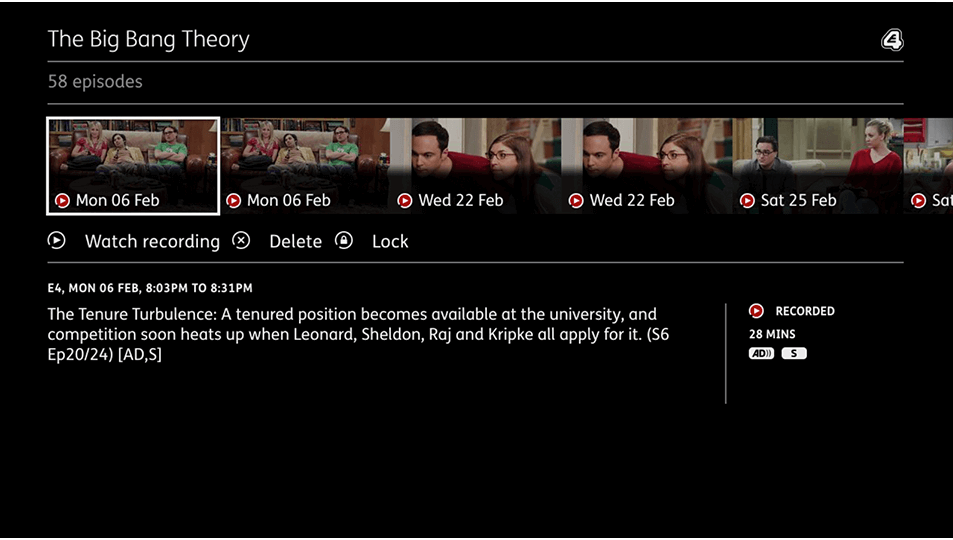 The Big Bang Theory
4
58 episodes
Mon 06 Feb
Mon 06 Feb
Wed 22 Feb
Wed 22 Feb
Sat 25 Feb
Sat
Watch recording
Delete
Lock
E4, MON 06 FEB, 8:03PM TO 8:31PM
The Tenure Turbulence: A tenured position becomes available at the university, and
competition soon heats up when Leonard, Sheldon, Raj and Kripke all apply for it. (S6
Ep20/24) [AD,S]
RECORDED
28 MINS
AD))) S